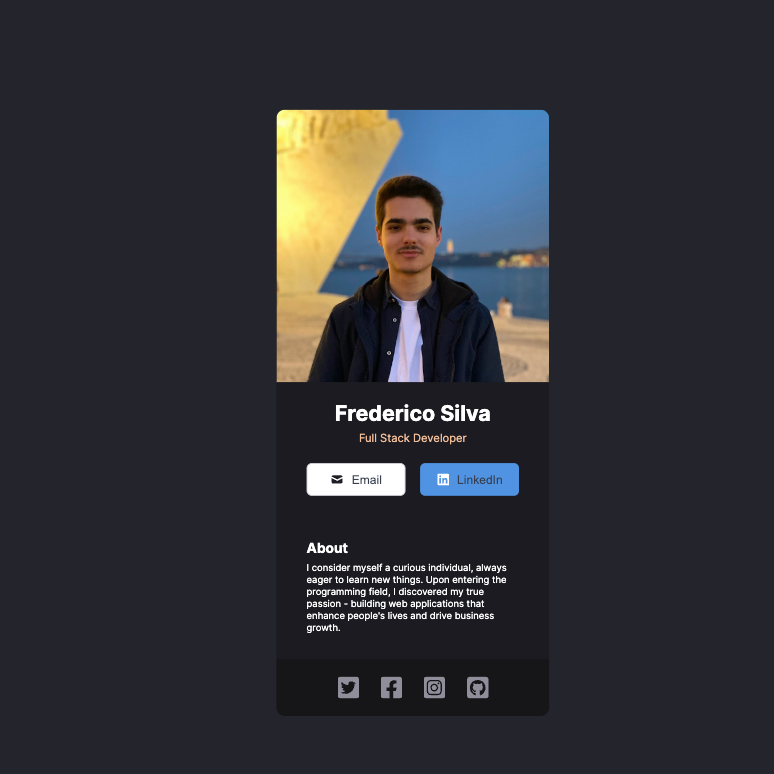 Frederico Silva
Full Stack Developer
Email
LinkedIn
About
I consider myself a curious individual, always
eager to learn new things. Upon entering the
programming field, I discovered my true
passion - building web applications that
enhance people's lives and drive business
growth.